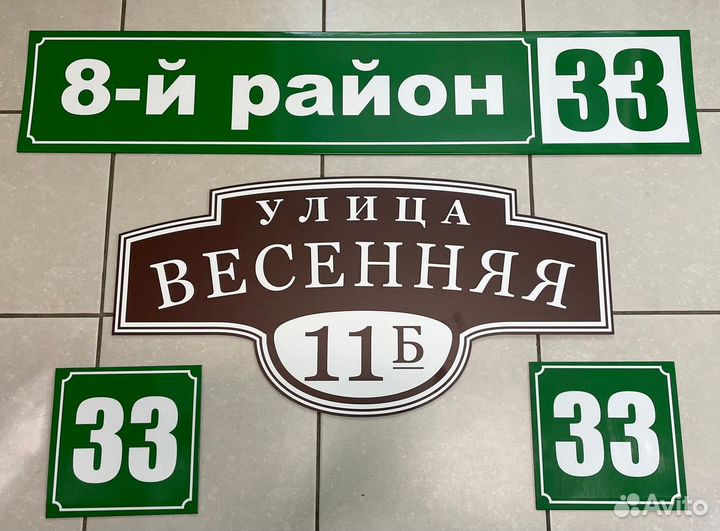 8-й район 33
УЛИЦА
ВЕСЕННЯЯ
11Б
33 33
Avito